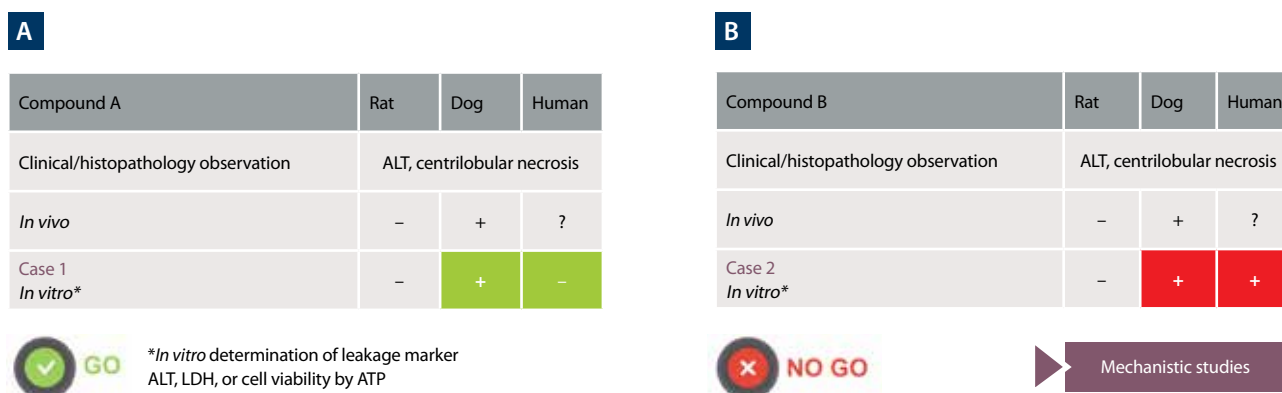 A
Compound A Rat Dog Human
Clinical/histopathology observation ALT, centrilobular necrosis
In vivo – + ?
Case 1
In vitro* – + –
GO
*In vitro determination of leakage marker
ALT, LDH, or cell viability by ATP
B
Compound B Rat Dog Human
Clinical/histopathology observation ALT, centrilobular necrosis
In vivo – + ?
Case 2
In vitro* – + +
NO GO
Mechanistic studies